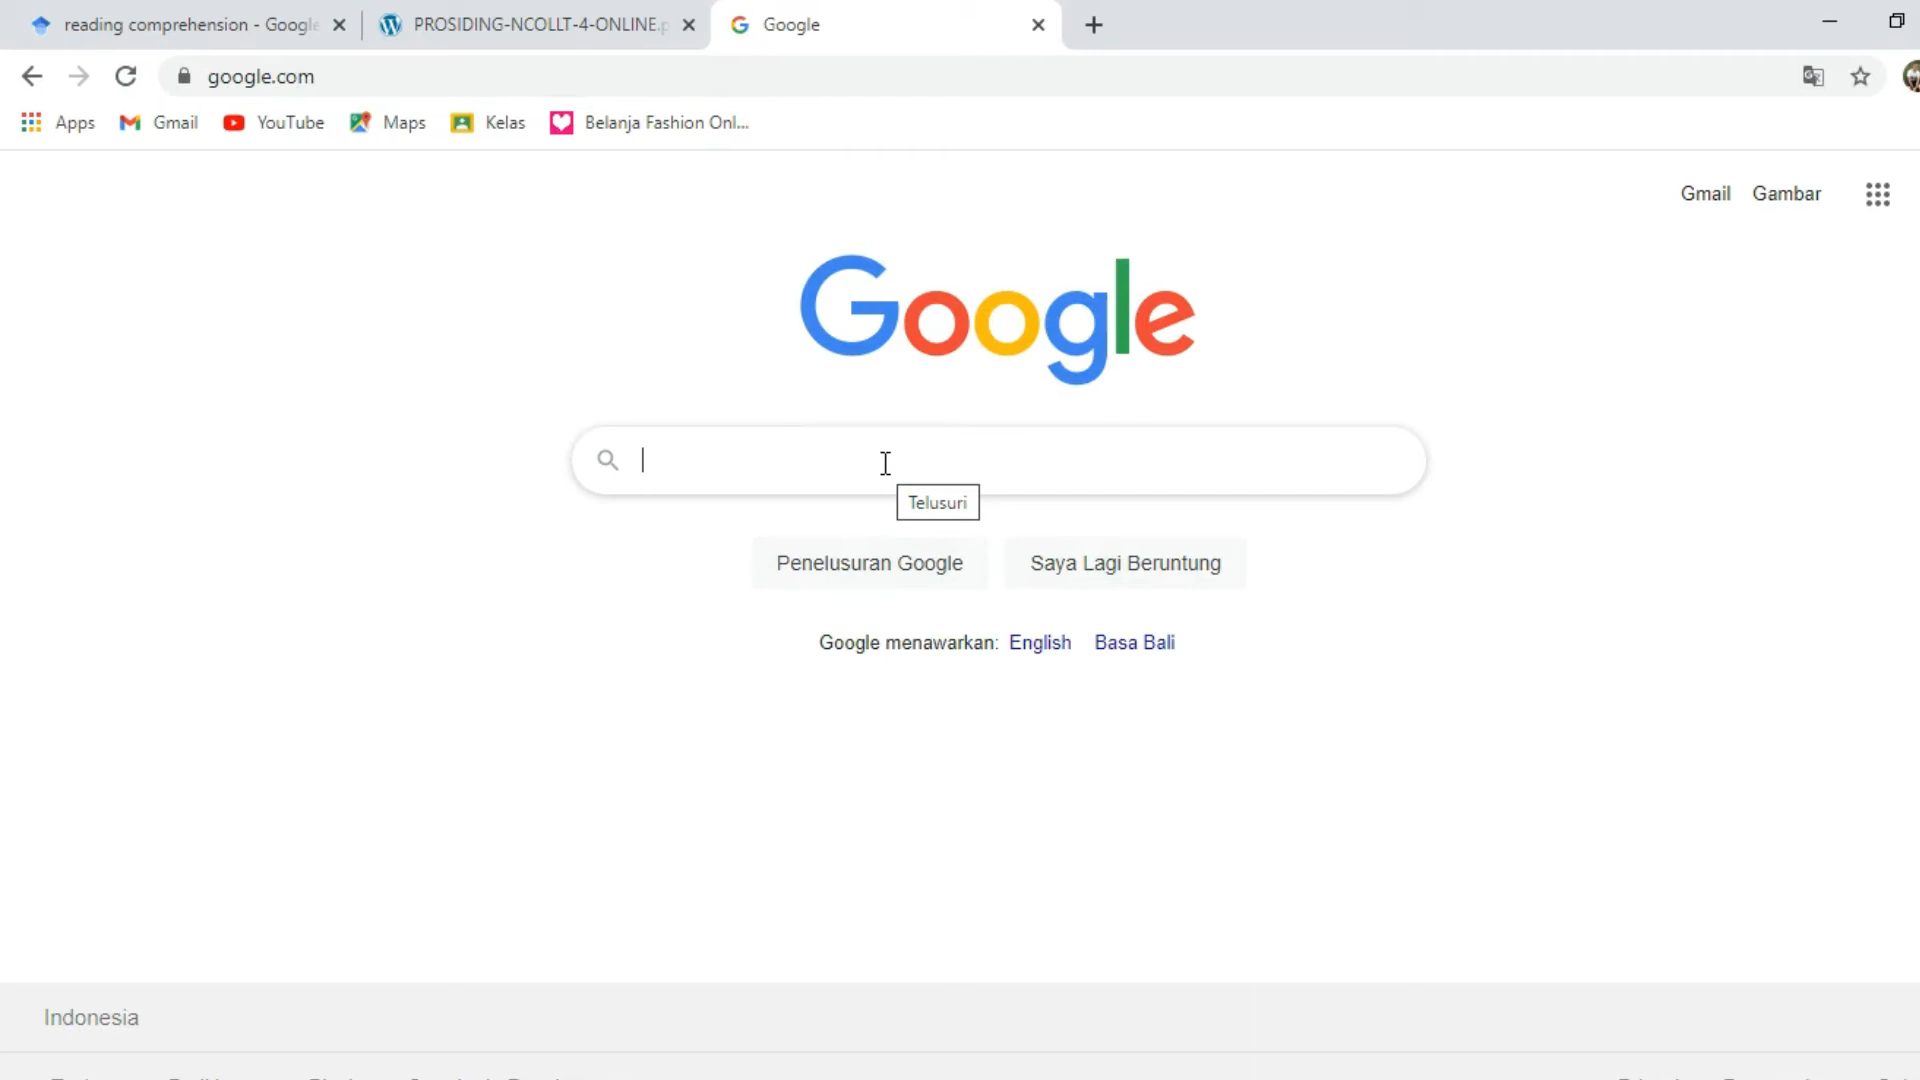 reading comprehension - Google
PROSIDING-NCOLLT-4-ONLINE.p
Google
google.com
Apps
Gmail
YouTube
Maps
Kelas
Belanja Fashion Onl...
Gmail
Gambar
Google
Telusuri
Penelusuran Google
Saya Lagi Beruntung
Google menawarkan: English Basa Bali
Indonesia